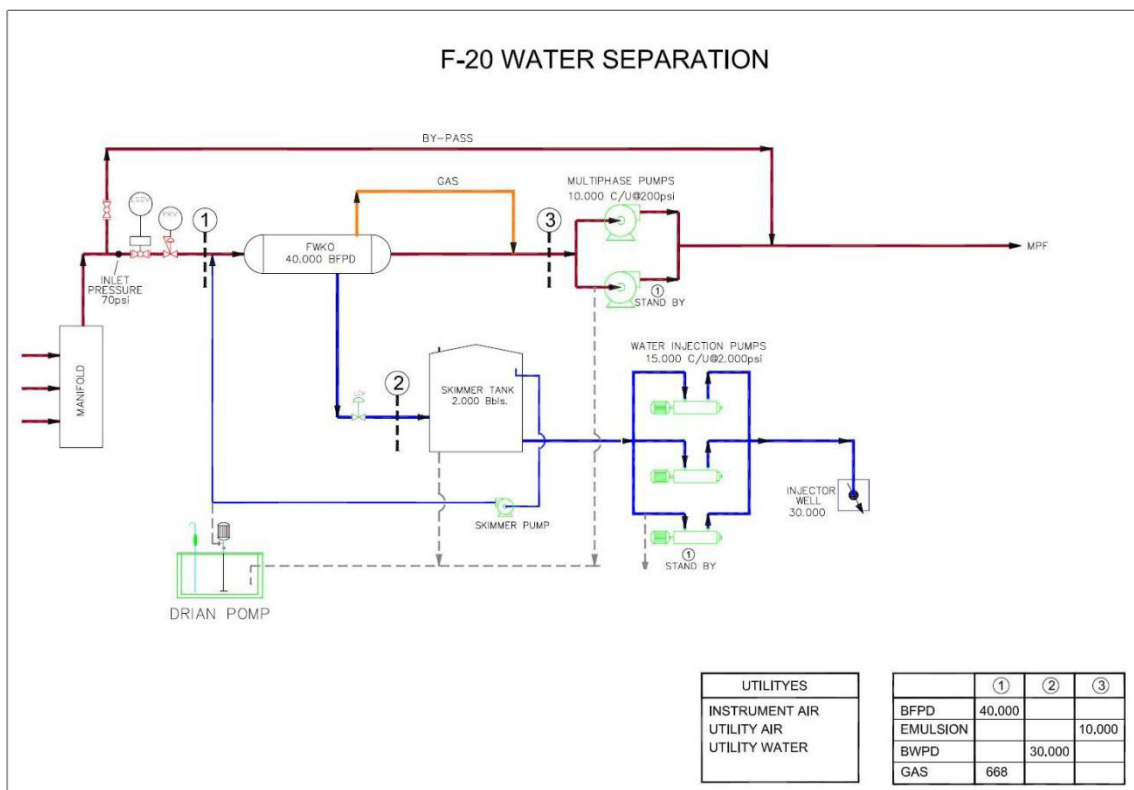 F-20 WATER SEPARATION
BY-PASS
GAS
MULTIPHASE PUMPS
10.000 C/U@200psi
1
3
PRV
FWKO
40.000 BFPD
MPF
INLET
PRESSURE
70psi
1
STAND BY
MANIFOLD
WATER INJECTION PUMPS
15.000 C/U@2.000psi
2
SKIMMER TANK
2.000 Bbls.
LCV
INJECTOR
WELL
30.000
SKIMMER PUMP
1
STAND BY
DRIAN POMP
UTILITYES
INSTRUMENT AIR
UTILITY AIR
UTILITY WATER
1 2 3
BFPD 40,000
EMULSION 10.000
BWPD 30.000
GAS 668